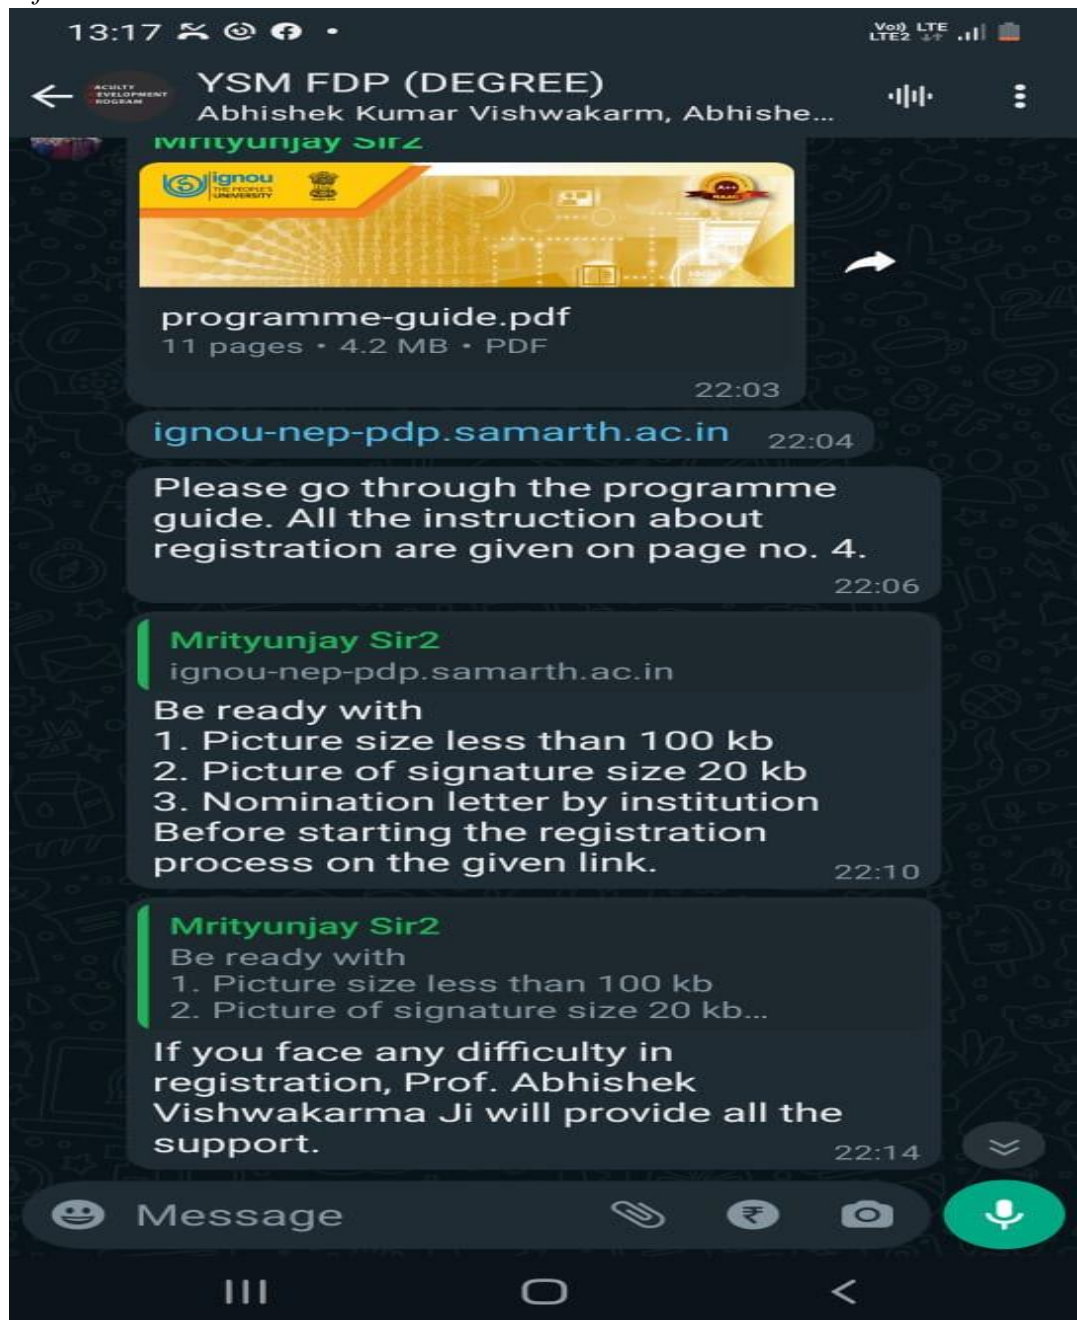 13:17
Vo)) LTE
LTE2
FACULTY
DEVELOPMENT
PROGRAM
YSM FDP (DEGREE)
Abhishek Kumar Vishwakarm, Abhishe...
Mrityunjay Sir2
ignou
THE PEOPLE'S
UNIVERSITY
A++
NAAC
programme-guide.pdf
11 pages • 4.2 MB • PDF
22:03
ignou-nep-pdp.samarth.ac.in 22:04
Please go through the programme
guide. All the instruction about
registration are given on page no. 4.
22:06
Mrityunjay Sir2
ignou-nep-pdp.samarth.ac.in
Be ready with
1. Picture size less than 100 kb
2. Picture of signature size 20 kb
3. Nomination letter by institution
Before starting the registration
process on the given link. 22:10
Mrityunjay Sir2
Be ready with
1. Picture size less than 100 kb
2. Picture of signature size 20 kb...
If you face any difficulty in
registration, Prof. Abhishek
Vishwakarma Ji will provide all the
support. 22:14
Message